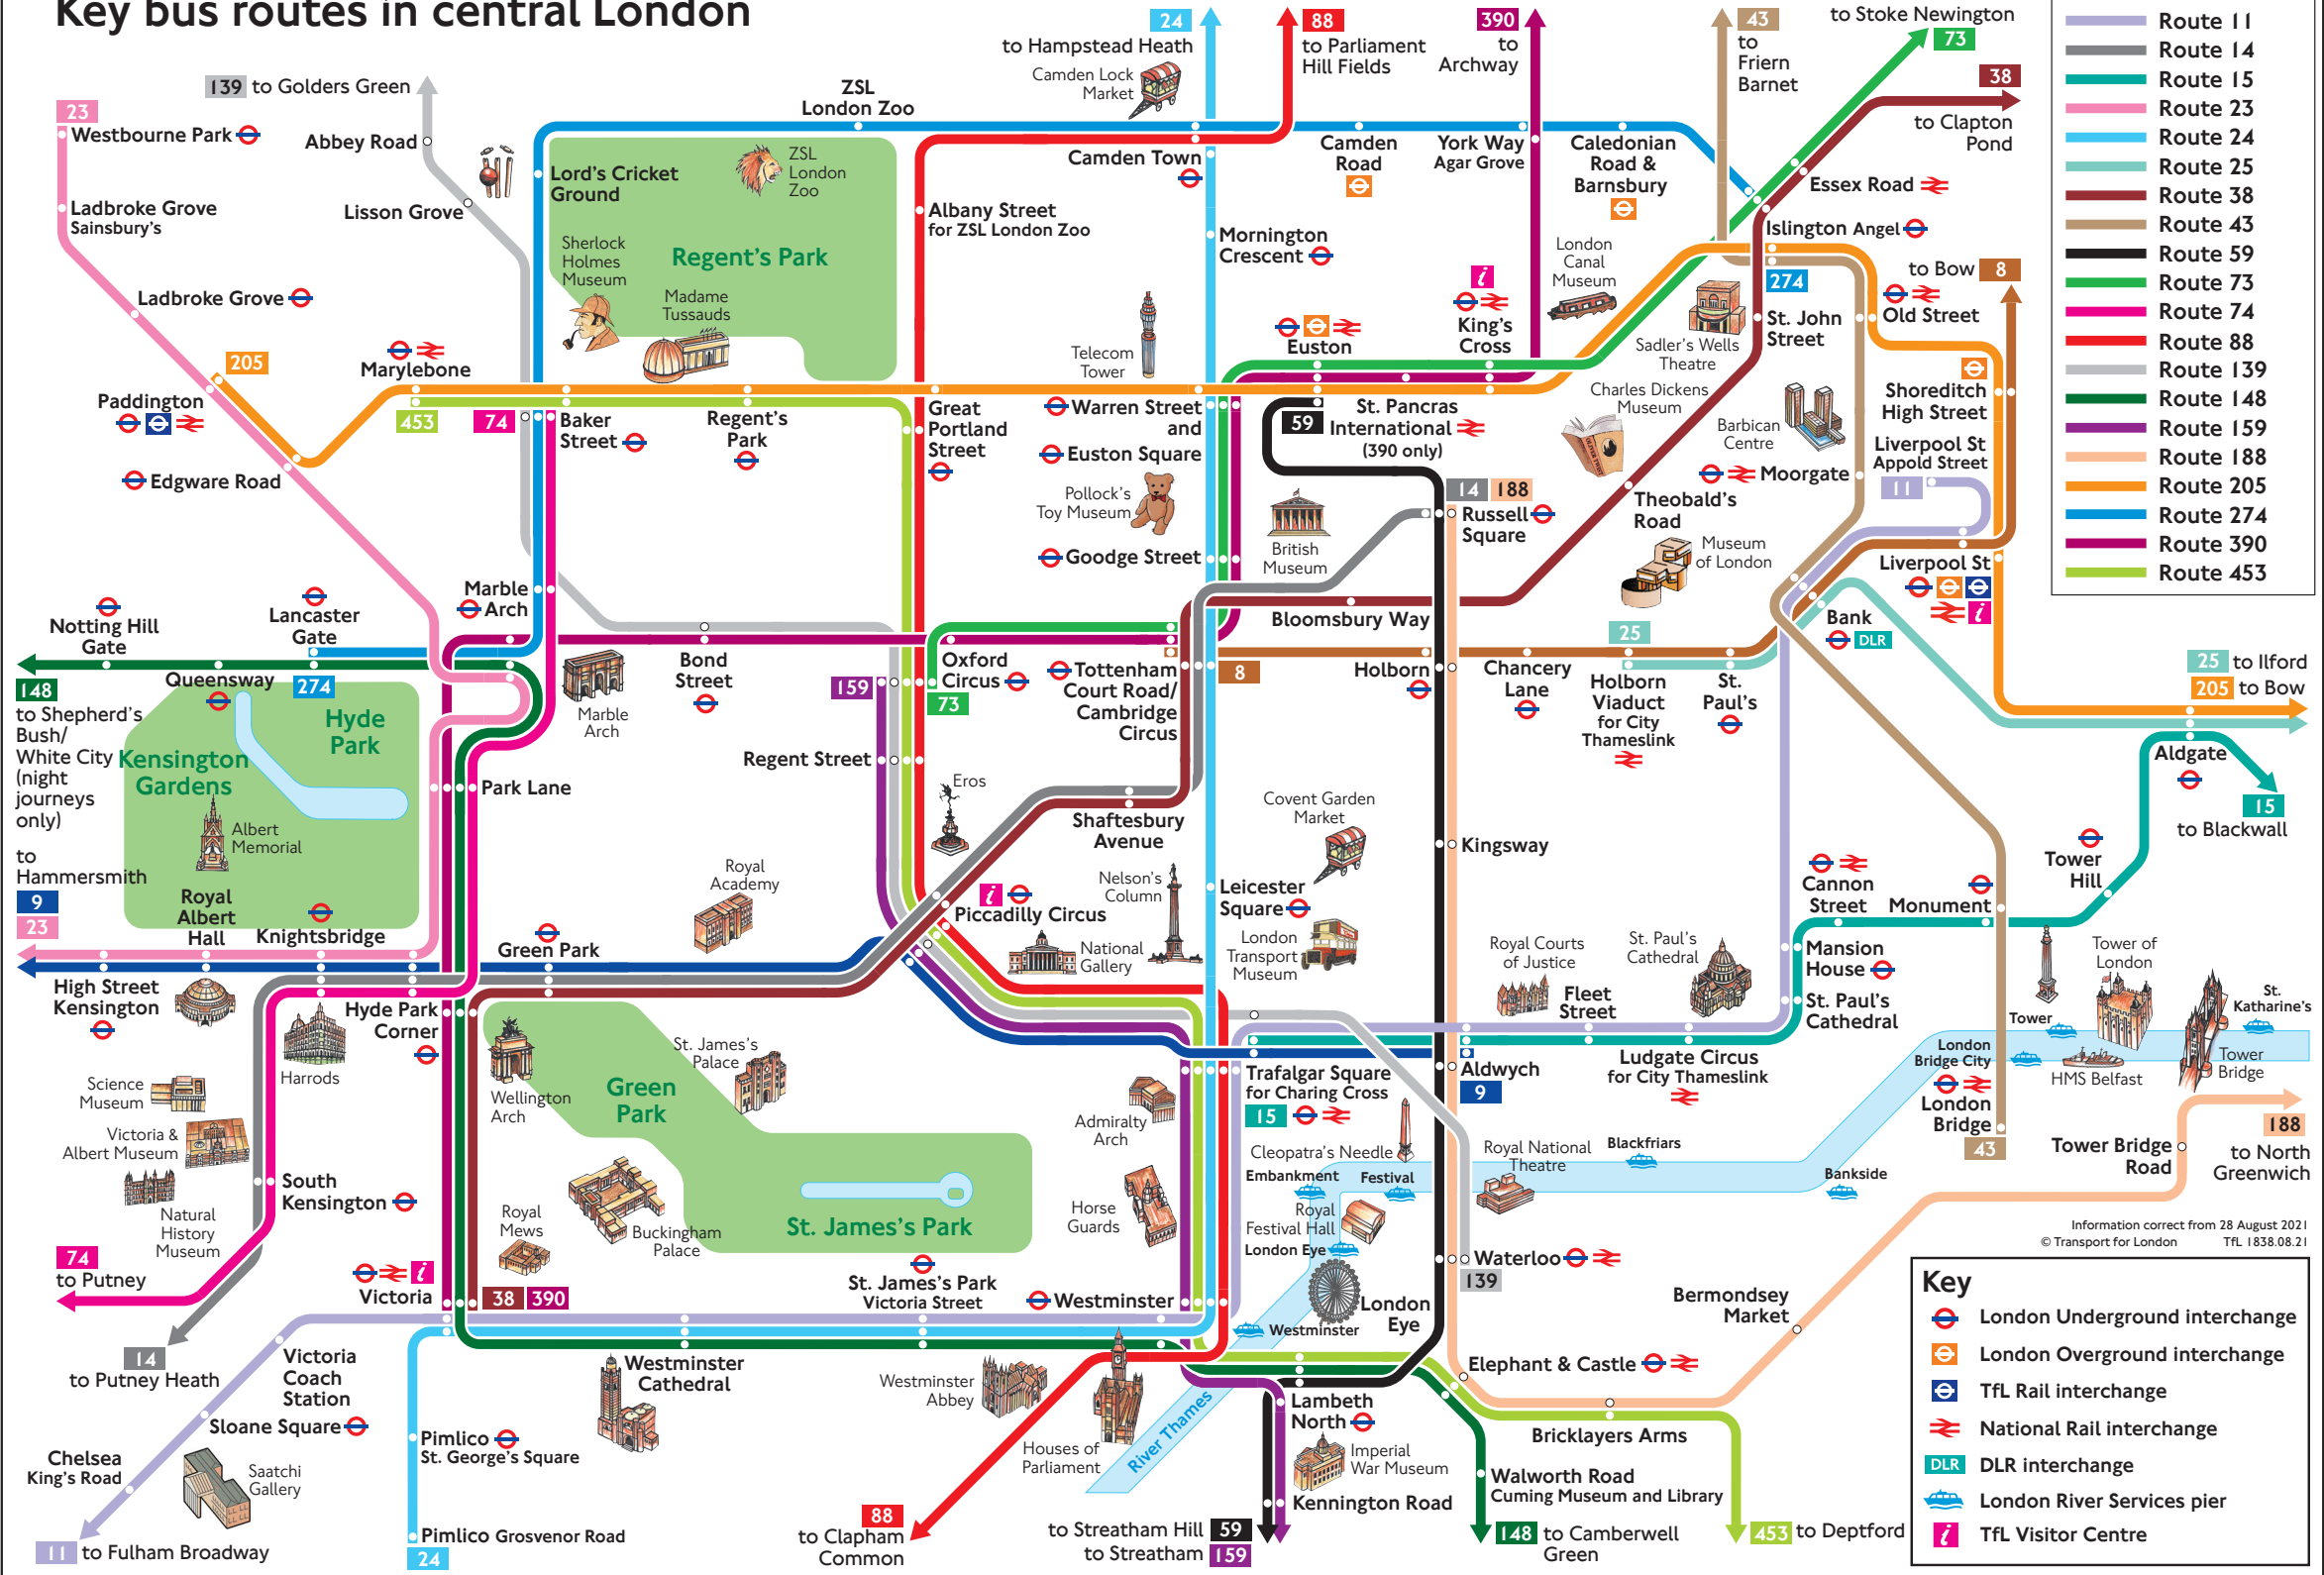 Key bus routes in central London
24
to Hampstead Heath
88
to Parliament
Hill Fields
390
to
Archway
43
to
Friern
Barnet
to Stoke Newington
73
38
to Clapton
Pond
Route 11
Route 14
Route 15
Route 23
Route 24
Route 25
Route 38
Route 43
Route 59
Route 73
Route 74
Route 88
Route 139
Route 148
Route 159
Route 188
Route 205
Route 274
Route 390
Route 453
139 to Golders Green
23
Westbourne Park
Abbey Road
Ladbroke Grove
Sainsbury's
Lisson Grove
Ladbroke Grove
Lord's Cricket
Ground
ZSL
London Zoo
ZSL
London
Zoo
Camden Lock
Market
Camden Town
Camden
Road
York Way
Agar Grove
Caledonian
Road &
Barnsbury
Essex Road
Islington Angel
274
to Bow 8
Albany Street
for ZSL London Zoo
Mornington
Crescent
Sherlock
Holmes
Museum
Regent's Park
Madame
Tussauds
London
Canal
Museum
Telecom
Tower
Euston
King's
Cross
Sadler's Wells
Theatre
St. John
Street
Old Street
205
Marylebone
Paddington
Edgware Road
453
74
Baker
Street
Regent's
Park
Great
Portland
Street
Warren Street
and
Euston Square
59
St. Pancras
International
(390 only)
Charles Dickens
Museum
Barbican
Centre
Shoreditch
High Street
Liverpool St
Appold Street
Moorgate
11
Pollock's
Toy Museum
Goodge Street
British
Museum
14 188
Russell
Square
Theobald's
Road
Museum
of London
Liverpool St
Bank
DLR
Notting Hill
Gate
Lancaster
Gate
Marble
Arch
Bloomsbury Way
25
Queensway
274
148
to Shepherd's
Bush/
White City
(night
journeys
only)
Hyde
Park
Kensington
Gardens
Albert
Memorial
Marble
Arch
Bond
Street
159
Oxford
Circus
73
Tottenham
Court Road/
Cambridge
Circus
8
Holborn
Chancery
Lane
Holborn
Viaduct
for City
Thameslink
St.
Paul's
25 to Ilford
205 to Bow
Aldgate
15
to Blackwall
Park Lane
Regent Street
Eros
Shaftesbury
Avenue
Covent Garden
Market
Kingsway
Tower
Hill
to
Hammersmith
9
23
Royal
Albert
Hall
Knightsbridge
Green Park
Royal
Academy
Piccadilly Circus
National
Gallery
Nelson's
Column
Leicester
Square
London
Transport
Museum
Royal Courts
of Justice
Fleet
Street
St. Paul's
Cathedral
Cannon
Street
Monument
Mansion
House
St. Paul's
Cathedral
Tower of
London
St.
Katharine's
Tower
London
Bridge City
HMS Belfast
Tower
Bridge
High Street
Kensington
Harrods
Hyde Park
Corner
Wellington
Arch
Green
Park
St. James's
Palace
Science
Museum
Victoria &
Albert Museum
Natural
History
Museum
South
Kensington
Admiralty
Arch
Horse
Guards
Trafalgar Square
for Charing Cross
15
Aldwych
9
Ludgate Circus
for City Thameslink
London
Bridge
43
Cleopatra's Needle
Embankment
Festival
Royal National
Theatre
Blackfriars
Bankside
Tower Bridge
Road
188
to North
Greenwich
Information correct from 28 August 2021
© Transport for London TfL 1838.08.21
Royal
Festival Hall
London Eye
Waterloo
139
London
Eye
Westminster
74
to Putney
14
to Putney Heath
Royal
Mews
Buckingham
Palace
St. James's Park
Victoria
38 390
St. James's Park
Victoria Street
Westminster
Bermondsey
Market
Victoria
Coach
Station
Sloane Square
Chelsea
King's Road
Saatchi
Gallery
11 to Fulham Broadway
Pimlico
St. George's Square
Pimlico Grosvenor Road
24
Westminster
Cathedral
Westminster
Abbey
Houses of
Parliament
River Thames
88
to Clapham
Common
Lambeth
North
Imperial
War Museum
Kennington Road
to Streatham Hill 59
to Streatham 159
Elephant & Castle
Bricklayers Arms
Walworth Road
Cuming Museum and Library
148 to Camberwell
Green
453 to Deptford
Key
London Underground interchange
London Overground interchange
TfL Rail interchange
National Rail interchange
DLR DLR interchange
London River Services pier
i TfL Visitor Centre